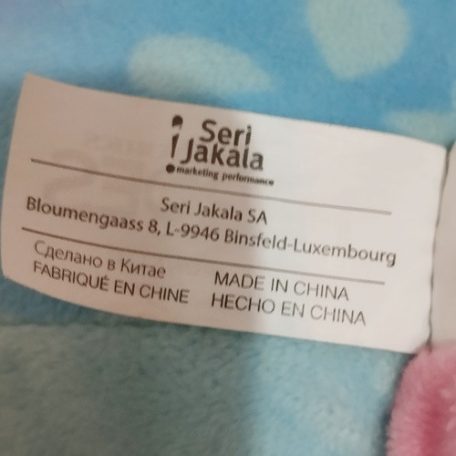 Seri
Jakala
marketing performance
Seri Jakala SA
Bloumengaass 8, L-9946 Binsfeld-Luxembourg
Сделано в Китае MADE IN CHINA
FABRIQUÉ EN CHINE HECHO EN CHINA